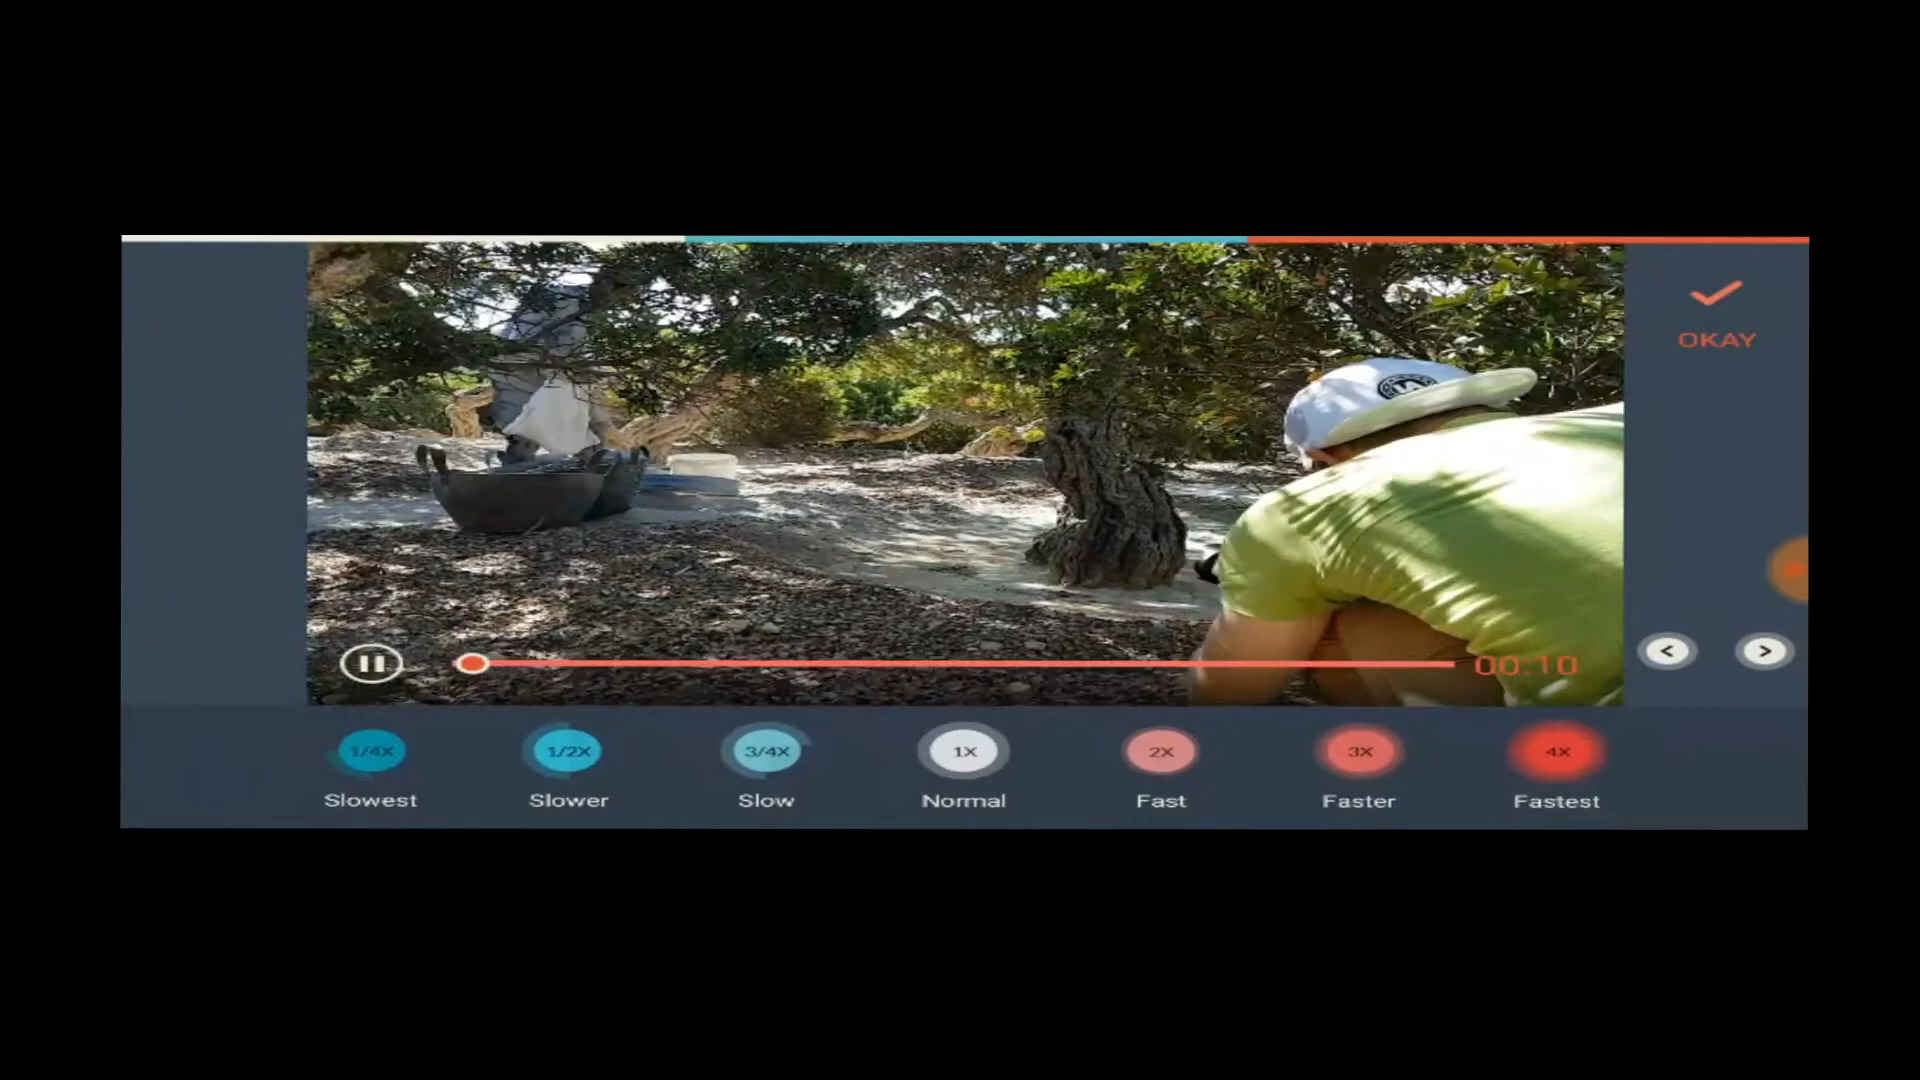 OKAY
00:10
1/4X
1/2X
3/4X
1X
2X
3X
4X
Slowest
Slower
Slow
Normal
Fast
Faster
Fastest